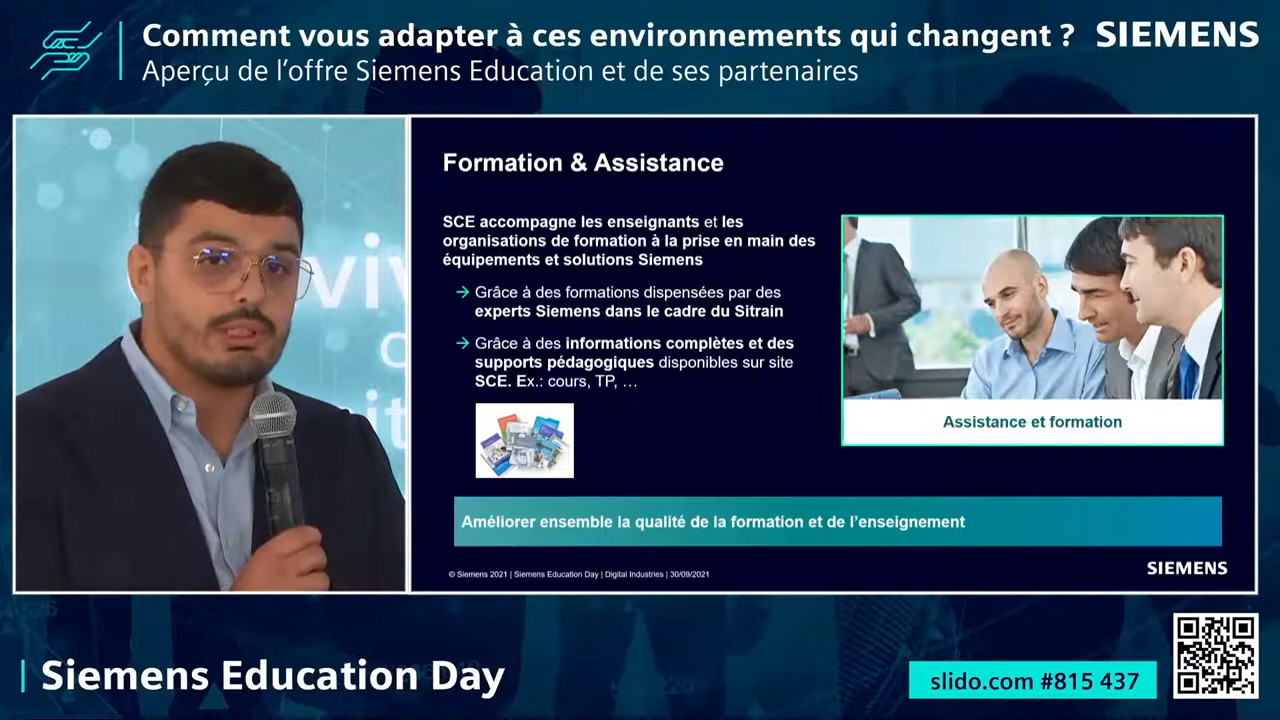 Comment vous adapter à ces environnements qui changent ?
SIEMENS
Aperçu de l'offre Siemens Education et de ses partenaires
Formation & Assistance
SCE accompagne les enseignants et les
organisations de formation à la prise en main des
équipements et solutions Siemens
→ Grâce à des formations dispensées par des
experts Siemens dans le cadre du Sitrain
→ Grâce à des informations complètes et des
supports pédagogiques disponibles sur site
SCE. Ex.: cours, TP, …
Assistance et formation
Améliorer ensemble la qualité de la formation et de l'enseignement
© Siemens 2021 | Siemens Education Day | Digital Industries | 30/09/2021
SIEMENS
Siemens Education Day
slido.com #815 437